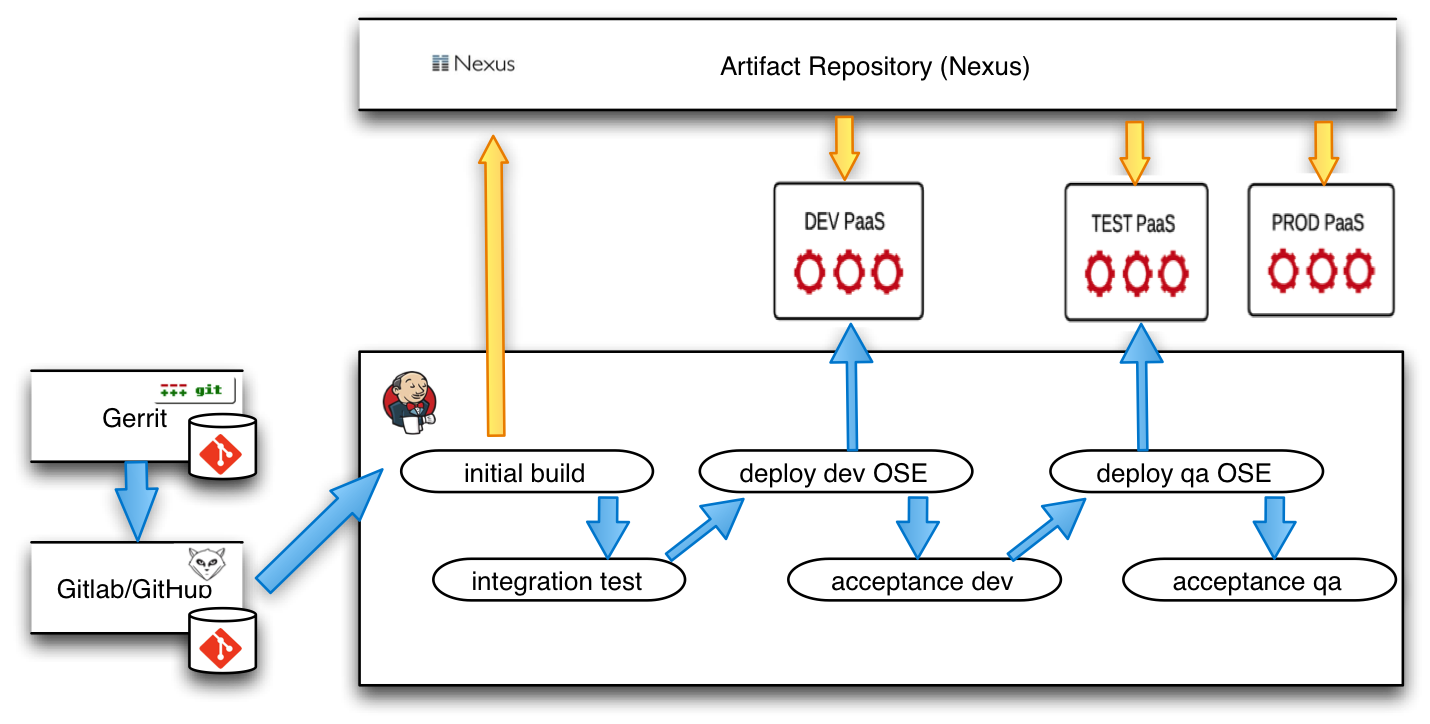 Nexus
Artifact Repository (Nexus)
DEV PaaS
TEST PaaS
PROD PaaS
git
Gerrit
initial build
deploy dev OSE
deploy qa OSE
Gitlab/GitHub
integration test
acceptance dev
acceptance qa